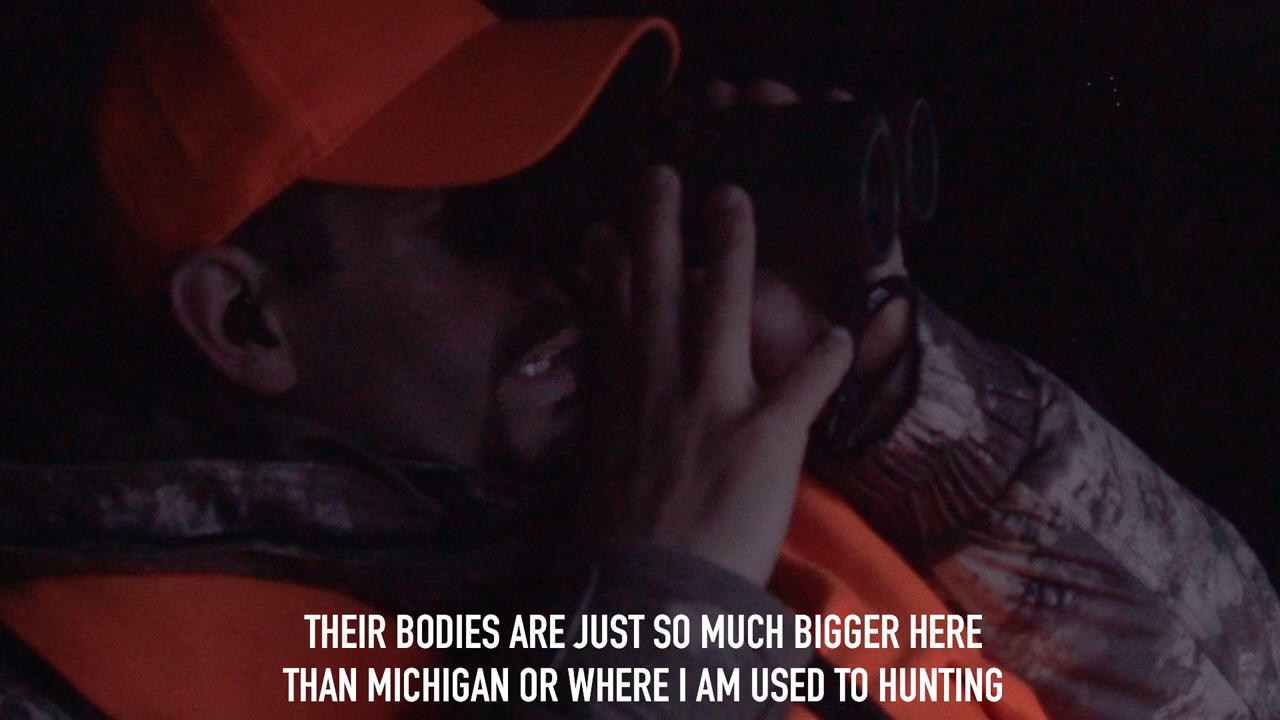 THEIR BODIES ARE JUST SO MUCH BIGGER HERE
THAN MICHIGAN OR WHERE I AM USED TO HUNTING